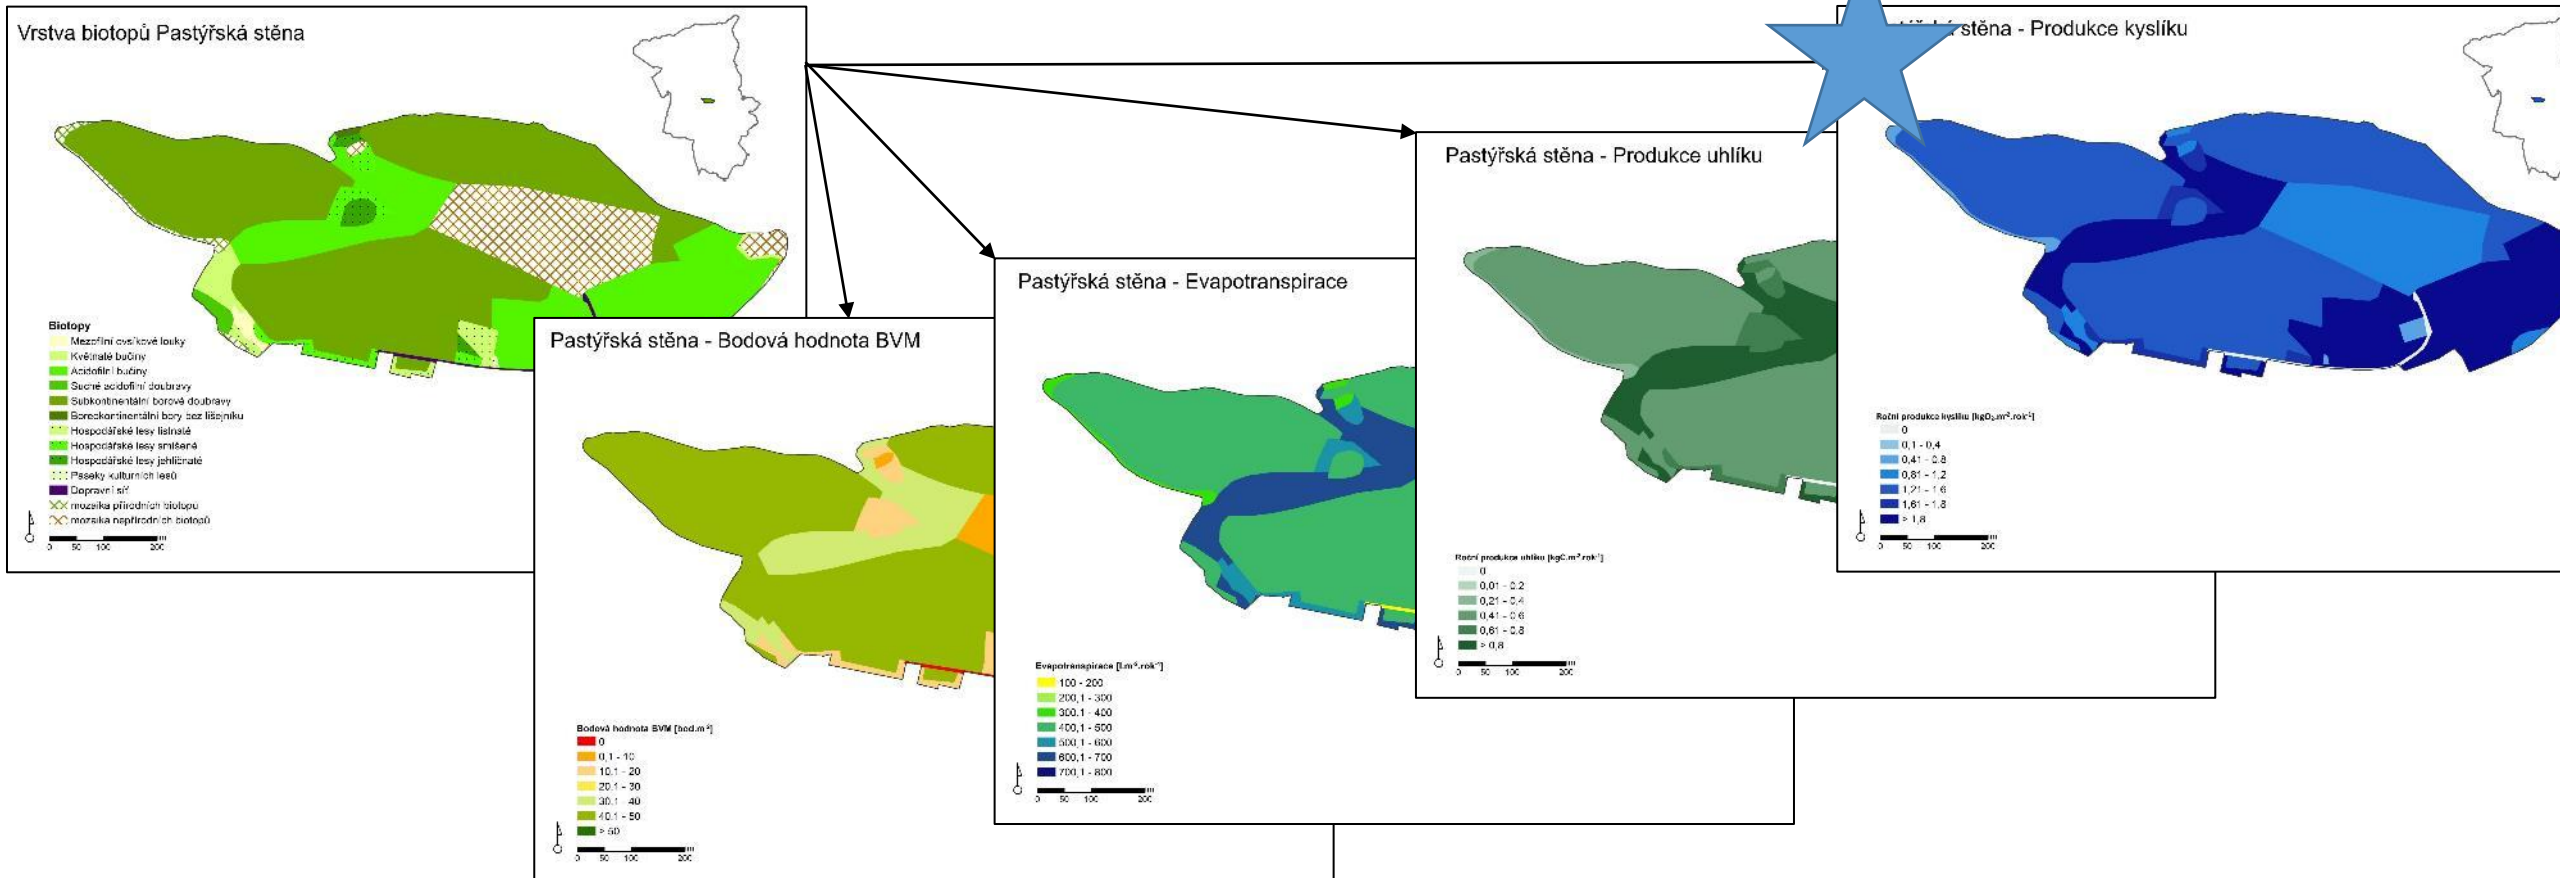 Vrstva biotopů Pastýřská stěna
Biotopy
Mezofilní ovsíkové louky
Květnaté bučiny
Acidofilní bučiny
Suché acidofilní doubravy
Subkontinentální borové doubravy
Boreokontinentální bory bez lišejníku
Hospodářské lesy listnaté
Hospodářské lesy smíšené
Hospodářské lesy jehličnaté
Paseky kulturních lesů
Dopravní síť
mozaika přírodních biotopů
mozaika nepřírodních biotopů
0 50 100 200 m
Pastýřská stěna - Bodová hodnota BVM
Bodová hodnota BVM [bod.m⁻²]
0
0,1 - 10
10,1 - 20
20,1 - 30
30,1 - 40
40,1 - 50
> 50
0 50 100 200 m
Pastýřská stěna - Evapotranspirace
Evapotranspirace [l.m⁻².rok⁻¹]
100 - 200
200,1 - 300
300,1 - 400
400,1 - 500
500,1 - 600
600,1 - 700
700,1 - 800
0 50 100 200 m
Pastýřská stěna - Produkce uhlíku
Roční produkce uhlíku [kgC.m⁻².rok⁻¹]
0
0,01 - 0,2
0,21 - 0,4
0,41 - 0,6
0,61 - 0,8
> 0,8
0 50 100 200 m
stěna - Produkce kyslíku
Roční produkce kyslíku [kgO₂.m⁻².rok⁻¹]
0
0,1 - 0,4
0,41 - 0,8
0,81 - 1,2
1,21 - 1,6
1,61 - 1,8
> 1,8
0 50 100 200 m